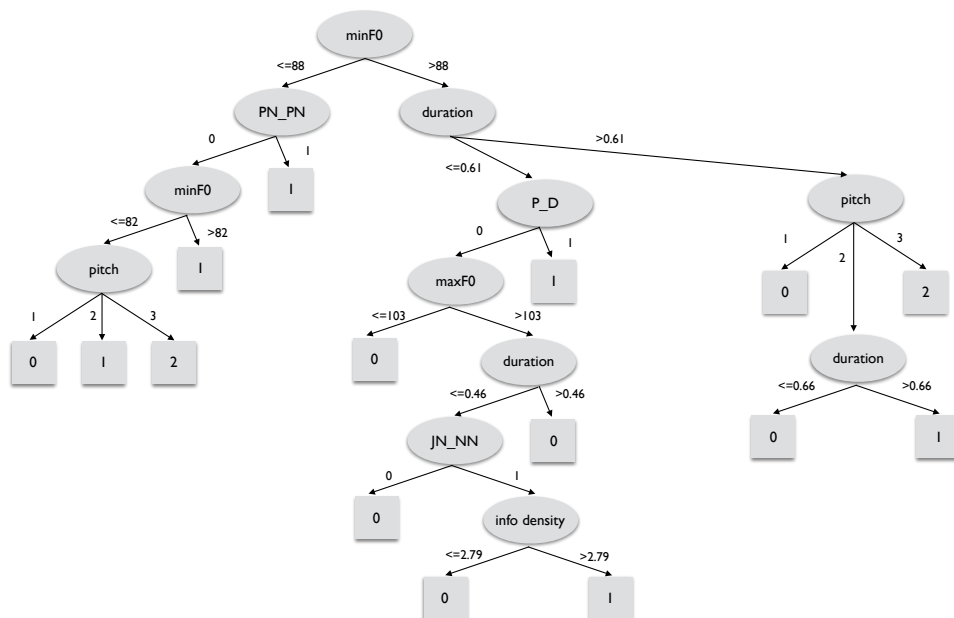 minF0
<=88 >88
PN_PN duration
0 1 <=0.61 >0.61
minF0 1 P_D pitch
<=82 >82 0 1 1 2 3
pitch 1 maxF0 1 0 2
1 2 3 <=103 >103
0 1 2 0 duration duration
<=0.46 >0.46 <=0.66 >0.66
JN_NN 0 0 1
0 1
0 info density
<=2.79 >2.79
0 1